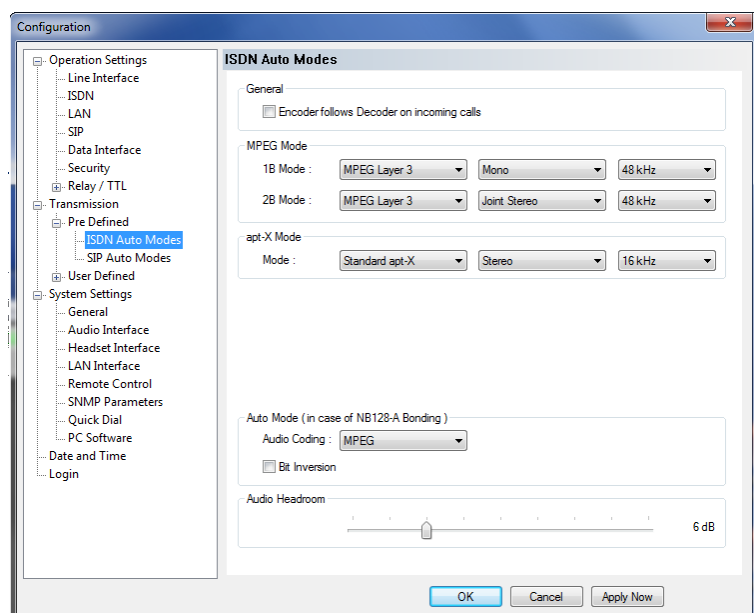 Configuration
Operation Settings
Line Interface
ISDN
LAN
SIP
Data Interface
Security
Relay / TTL
Transmission
Pre Defined
ISDN Auto Modes
SIP Auto Modes
User Defined
System Settings
General
Audio Interface
Headset Interface
LAN Interface
Remote Control
SNMP Parameters
Quick Dial
PC Software
Date and Time
Login
ISDN Auto Modes
General
Encoder follows Decoder on incoming calls
MPEG Mode
1B Mode : MPEG Layer 3 Mono 48 kHz
2B Mode : MPEG Layer 3 Joint Stereo 48 kHz
apt-X Mode
Mode : Standard apt-X Stereo 16 kHz
Auto Mode ( in case of NB128-A Bonding )
Audio Coding : MPEG
Bit Inversion
Audio Headroom
6 dB
OK Cancel Apply Now